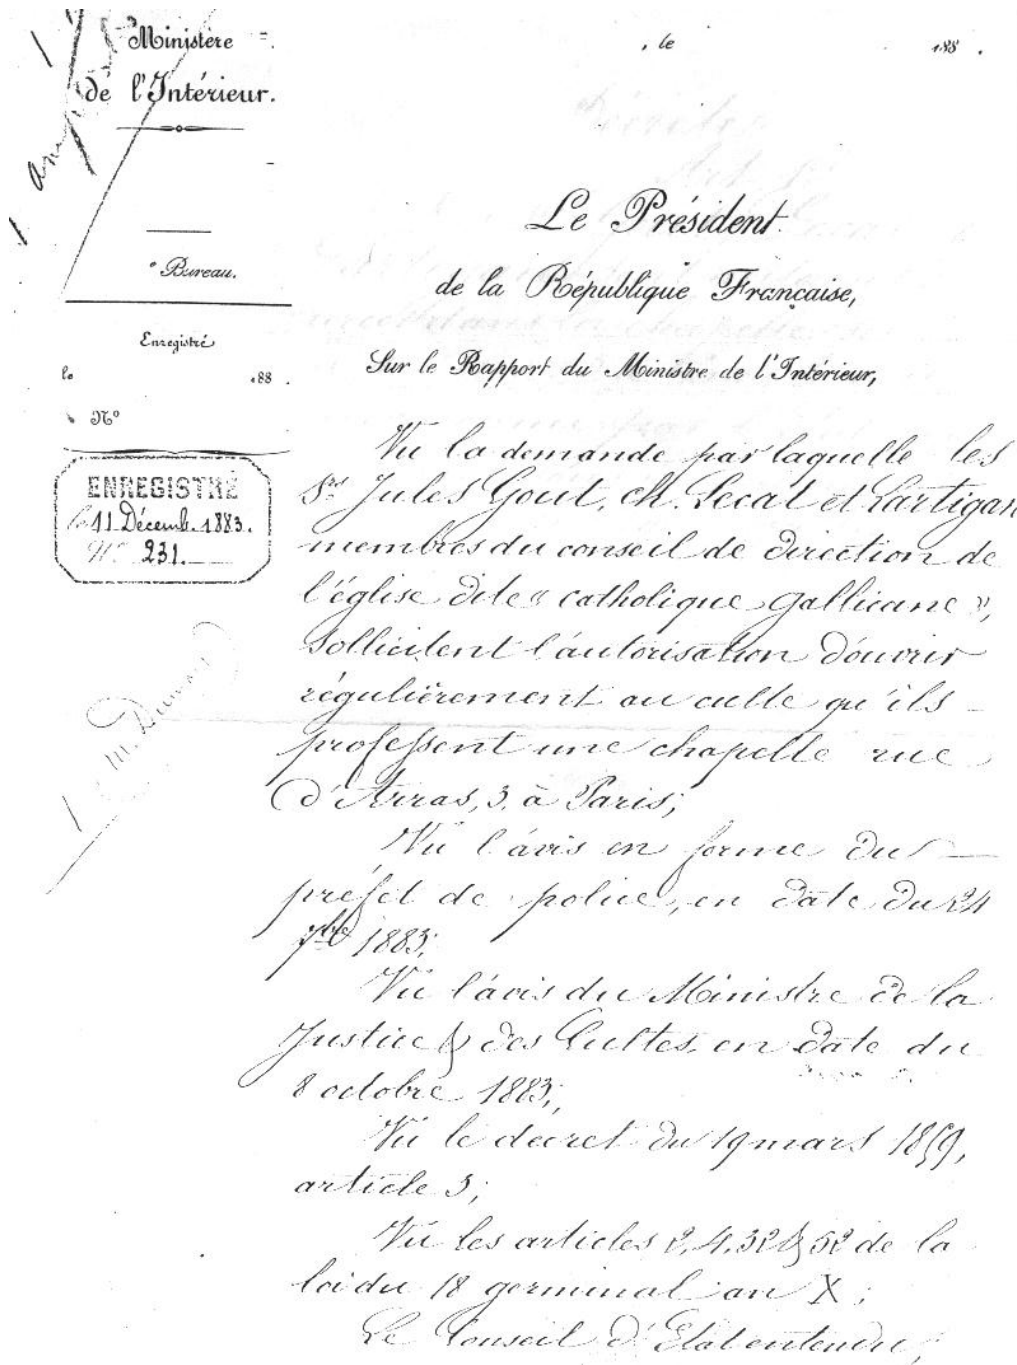 Ministère
de l'Intérieur.
, le 188 .
Le Président
de la République Française,
Sur le Rapport du Ministre de l'Intérieur,
e Bureau.
Enregistré
le 188 .
No
ENREGISTRÉ
le 11 Décemb. 1883.
No 231.
Vu la demande par laquelle les
Srs Jules Gout, ch. Lecat et Lartigau
membres du conseil de direction de
l'église dite « catholique gallicane »,
sollicitent l'autorisation d'ouvrir
régulièrement au culte qu'ils
professent une chapelle rue
d'Arras, 3, à Paris;
Vu l'avis en forme du
préfet de police, en date du 24
7bre 1883;
Vu l'avis du Ministre de la
Justice & des Cultes, en date du
8 octobre 1883;
Vu le décret du 19 mars 1859,
article 3;
Vu les articles 2, 4, 32 & 52 de la
loi du 18 germinal an X;
Le Conseil d'Etat entendu;